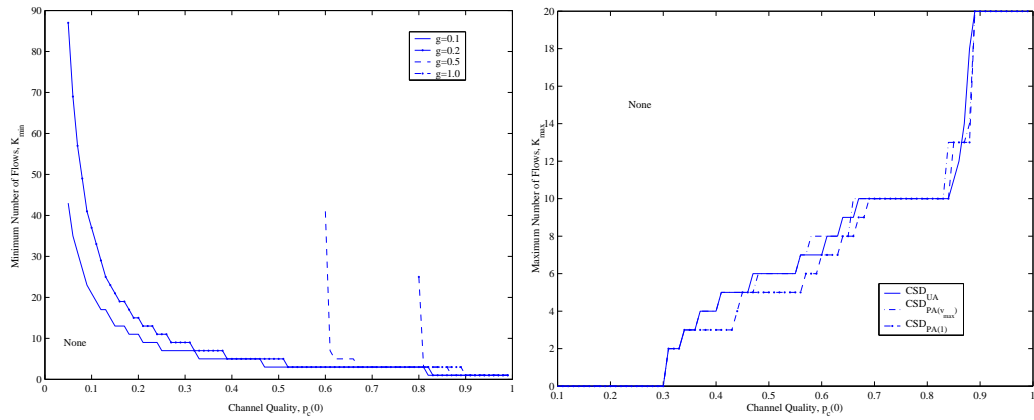 90
80
70
60
50
40
30
20
10
0
Minimum Number of Flows, K_min
g=0.1
g=0.2
g=0.5
g=1.0
None
0 0.1 0.2 0.3 0.4 0.5 0.6 0.7 0.8 0.9 1
Channel Quality, p_c(0)
20
18
16
14
12
10
8
6
4
2
0
Maximum Number of Flows, K_max
None
CSD_UA
CSD_PA(v_max)
CSD_PA(1)
0.1 0.2 0.3 0.4 0.5 0.6 0.7 0.8 0.9 1
Channel Quality, p_c(0)